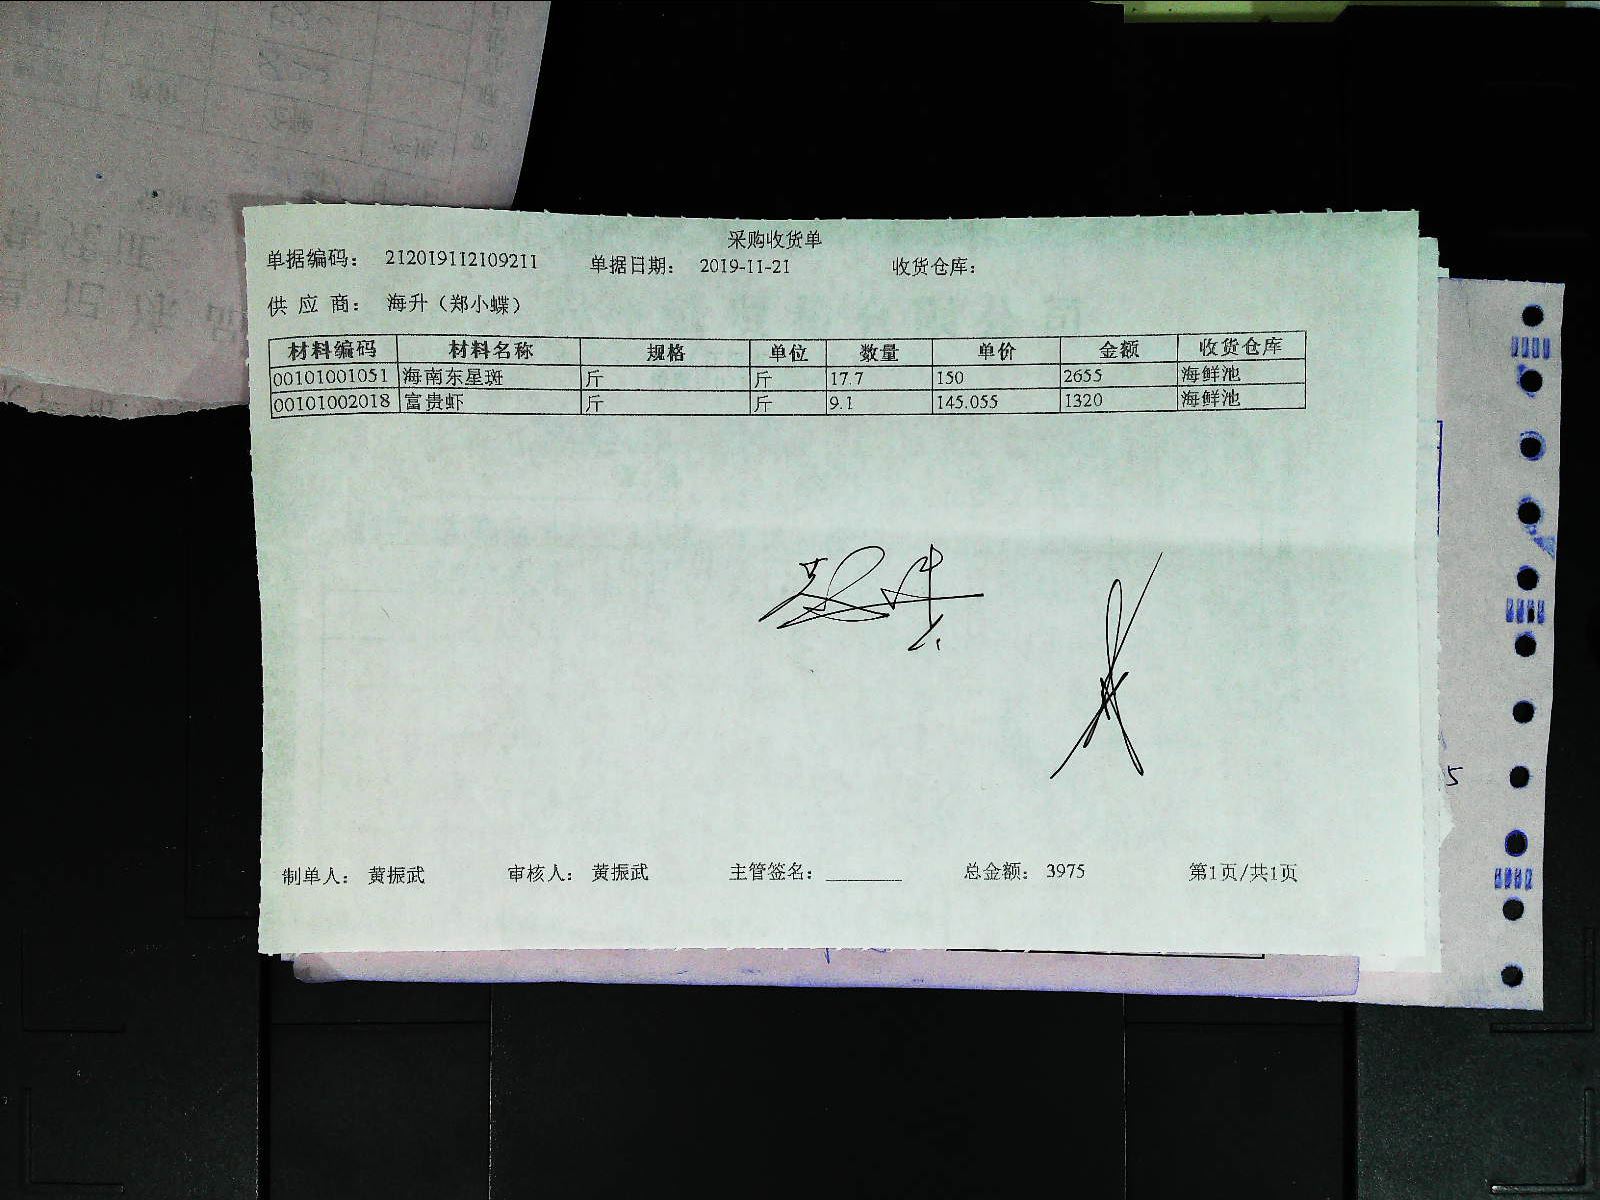 采购收货单
单据编码： 212019112109211 单据日期： 2019-11-21 收货仓库：
供 应 商： 海升（郑小蝶）
材料编码 材料名称 规格 单位 数量 单价 金额 收货仓库
00101001051 海南东星斑 斤 斤 17.7 150 2655 海鲜池
00101002018 富贵虾 斤 斤 9.1 145.055 1320 海鲜池
5
制单人： 黄振武 审核人： 黄振武 主管签名：________ 总金额： 3975 第1页/共1页